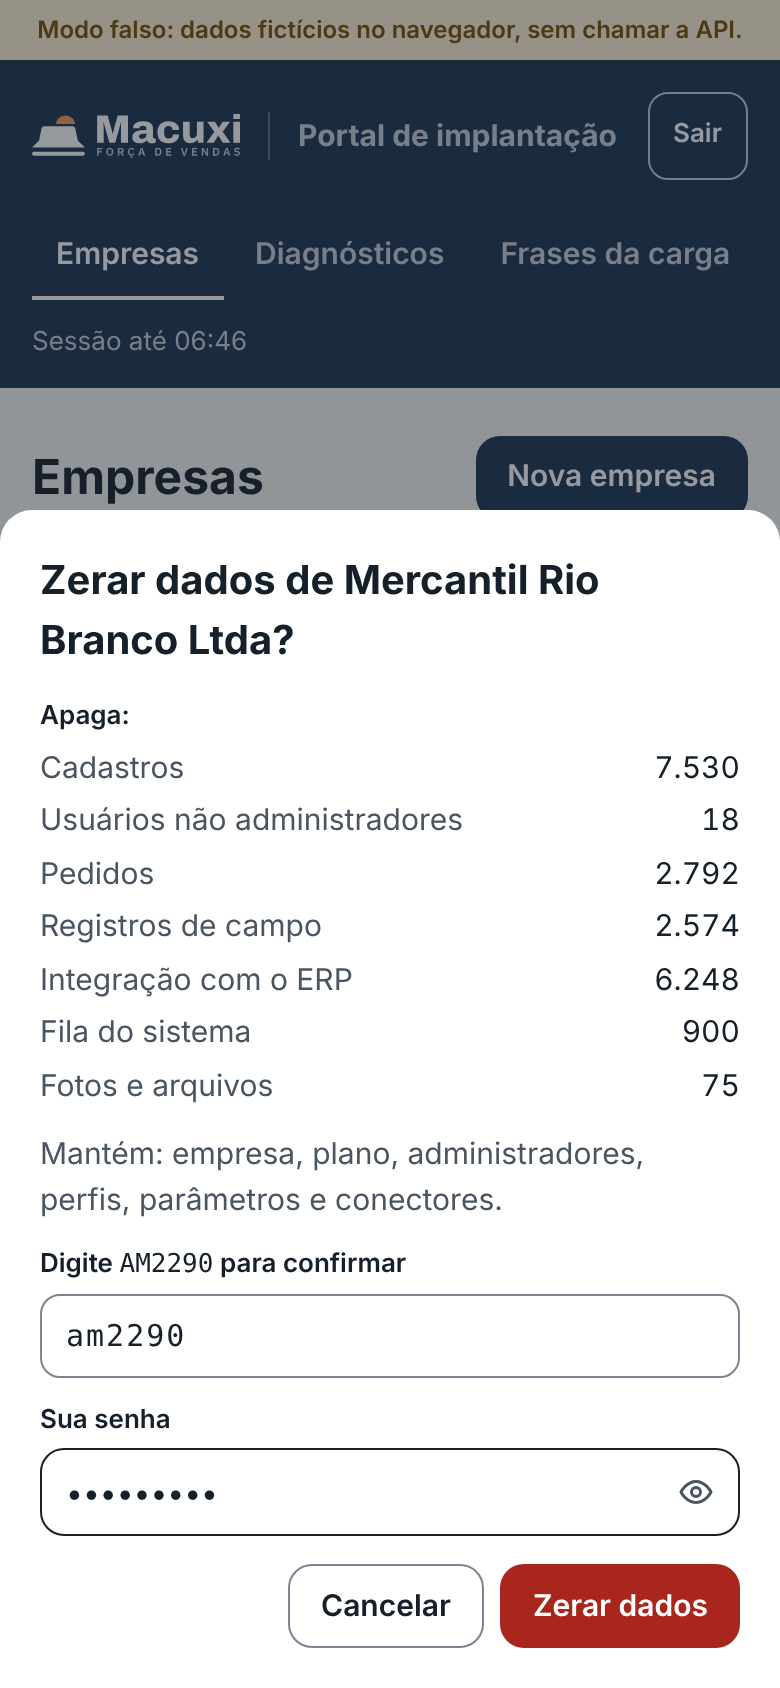 Modo falso: dados fictícios no navegador, sem chamar a API.
Macuxi
FORÇA DE VENDAS
Portal de implantação
Sair
Empresas
Diagnósticos
Frases da carga
Sessão até 06:46
Empresas
Nova empresa
Zerar dados de Mercantil Rio
Branco Ltda?
Apaga:
Cadastros 7.530
Usuários não administradores 18
Pedidos 2.792
Registros de campo 2.574
Integração com o ERP 6.248
Fila do sistema 900
Fotos e arquivos 75
Mantém: empresa, plano, administradores,
perfis, parâmetros e conectores.
Digite AM2290 para confirmar
am2290
Sua senha
•••••••••
Cancelar
Zerar dados